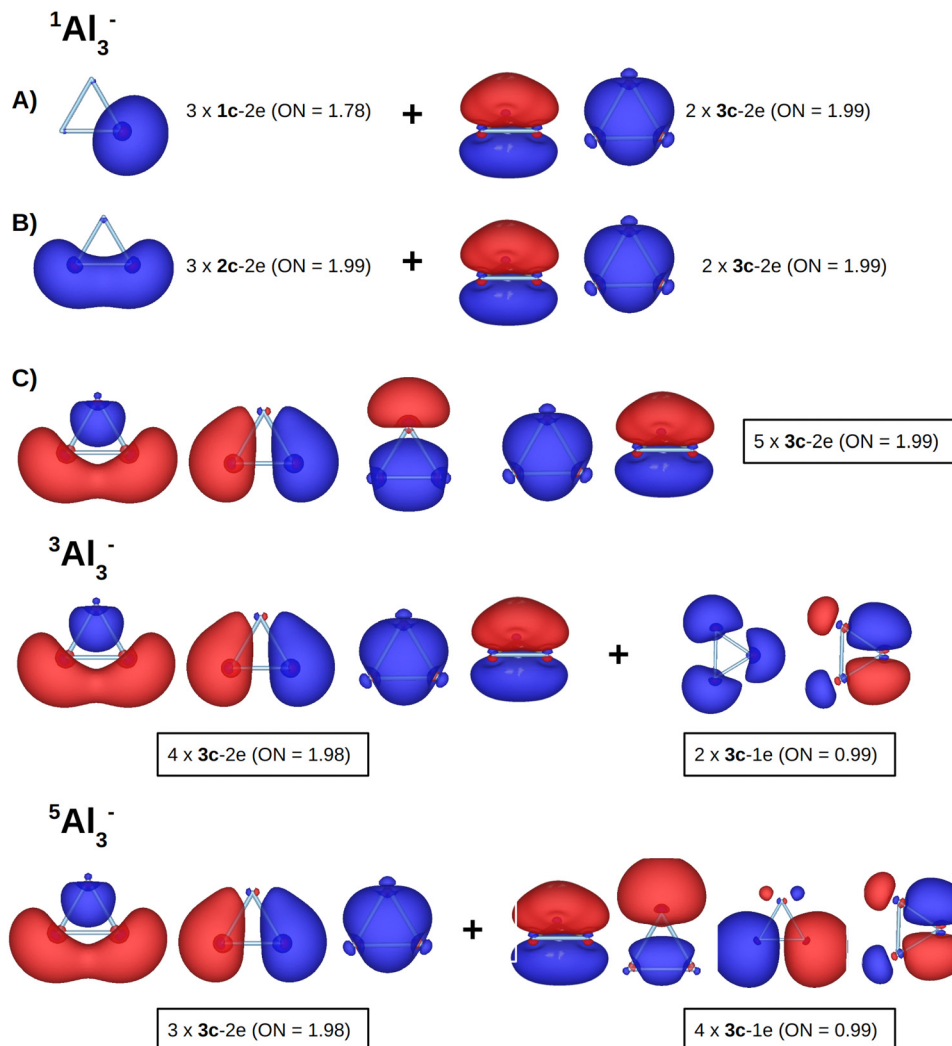 ¹Al₃⁻
A) 3 x 1c-2e (ON = 1.78) + 2 x 3c-2e (ON = 1.99)
B) 3 x 2c-2e (ON = 1.99) + 2 x 3c-2e (ON = 1.99)
C) 5 x 3c-2e (ON = 1.99)
³Al₃⁻
+
4 x 3c-2e (ON = 1.98) 2 x 3c-1e (ON = 0.99)
⁵Al₃⁻
+
3 x 3c-2e (ON = 1.98) 4 x 3c-1e (ON = 0.99)